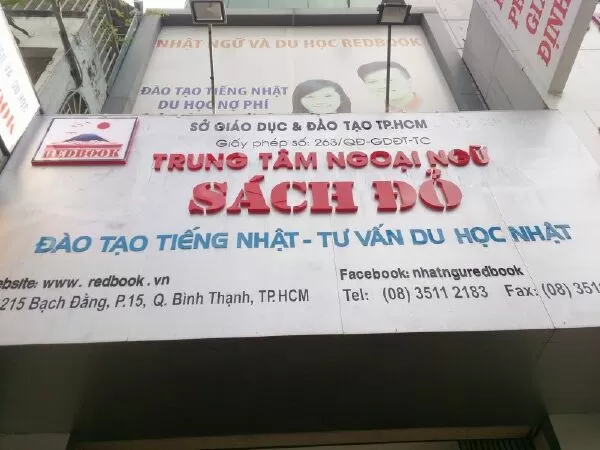 NHẬT NGỮ VÀ DU HỌC REDBOOK
ĐÀO TẠO TIẾNG NHẬT
DU HỌC NỢ PHÍ
ĐỊNH
REDBOOK
SỞ GIÁO DỤC & ĐÀO TẠO TP.HCM
Giấy phép số: 263/QĐ-GDĐT-TC
TRUNG TÂM NGOẠI NGỮ
SÁCH ĐỎ
ĐÀO TẠO TIẾNG NHẬT - TƯ VẤN DU HỌC NHẬT
ebsite: www. redbook.vn
Facebook: nhatnguredbook
215 Bạch Đằng, P.15, Q. Bình Thạnh, TP.HCM
Tel: (08) 3511 2183 Fax: (08) 351